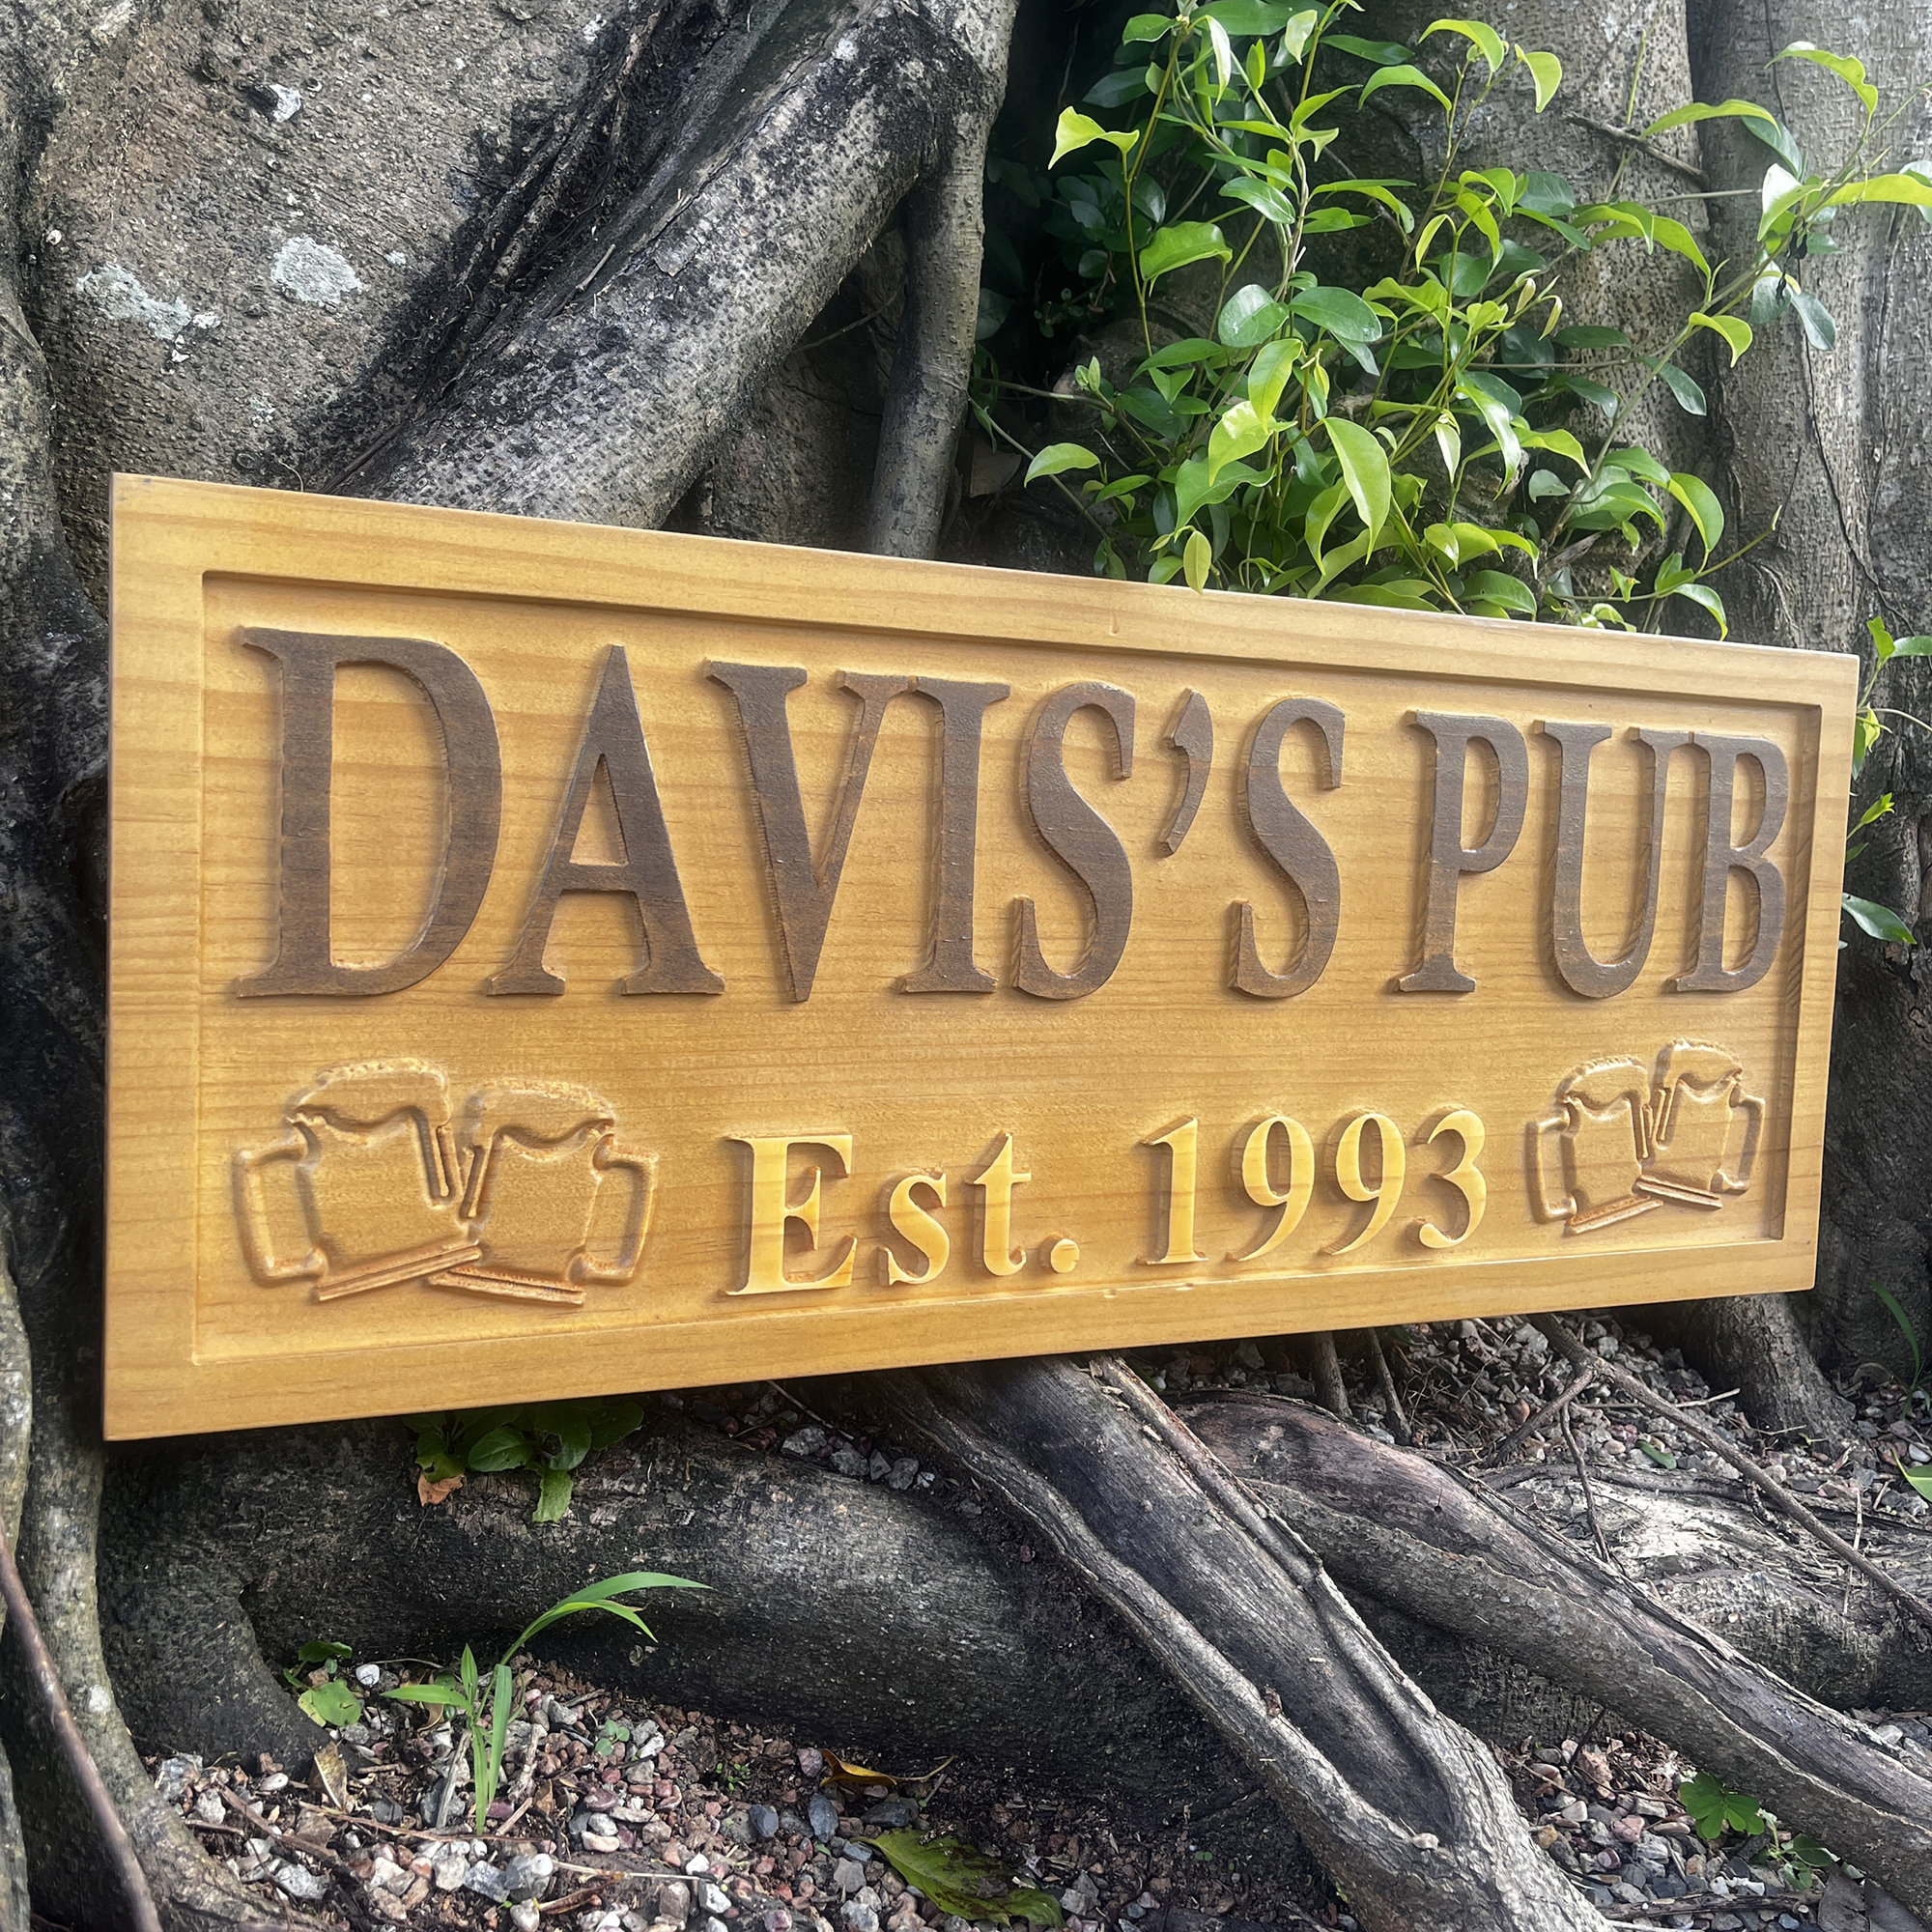 DAVIS'S PUB
Est. 1993